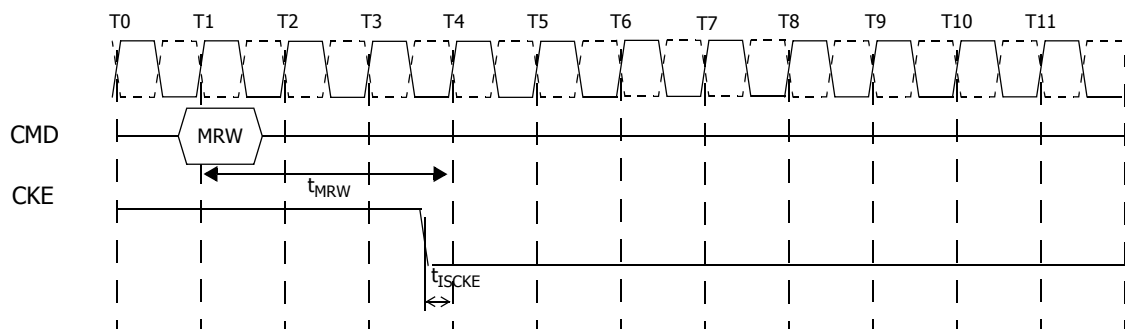 T0 T1 T2 T3 T4 T5 T6 T7 T8 T9 T10 T11
CMD
MRW
tMRW
CKE
tISCKE